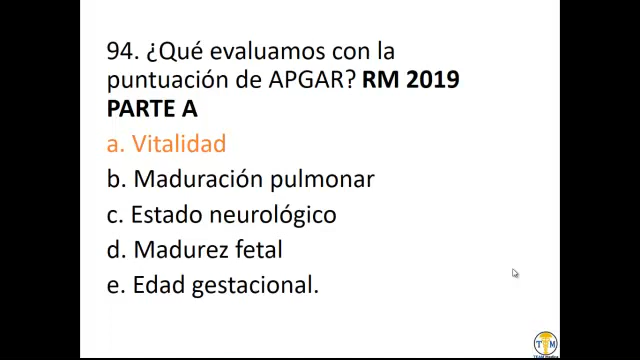 94. ¿Qué evaluamos con la
puntuación de APGAR? RM 2019
PARTE A
a. Vitalidad
b. Maduración pulmonar
c. Estado neurológico
d. Madurez fetal
e. Edad gestacional.